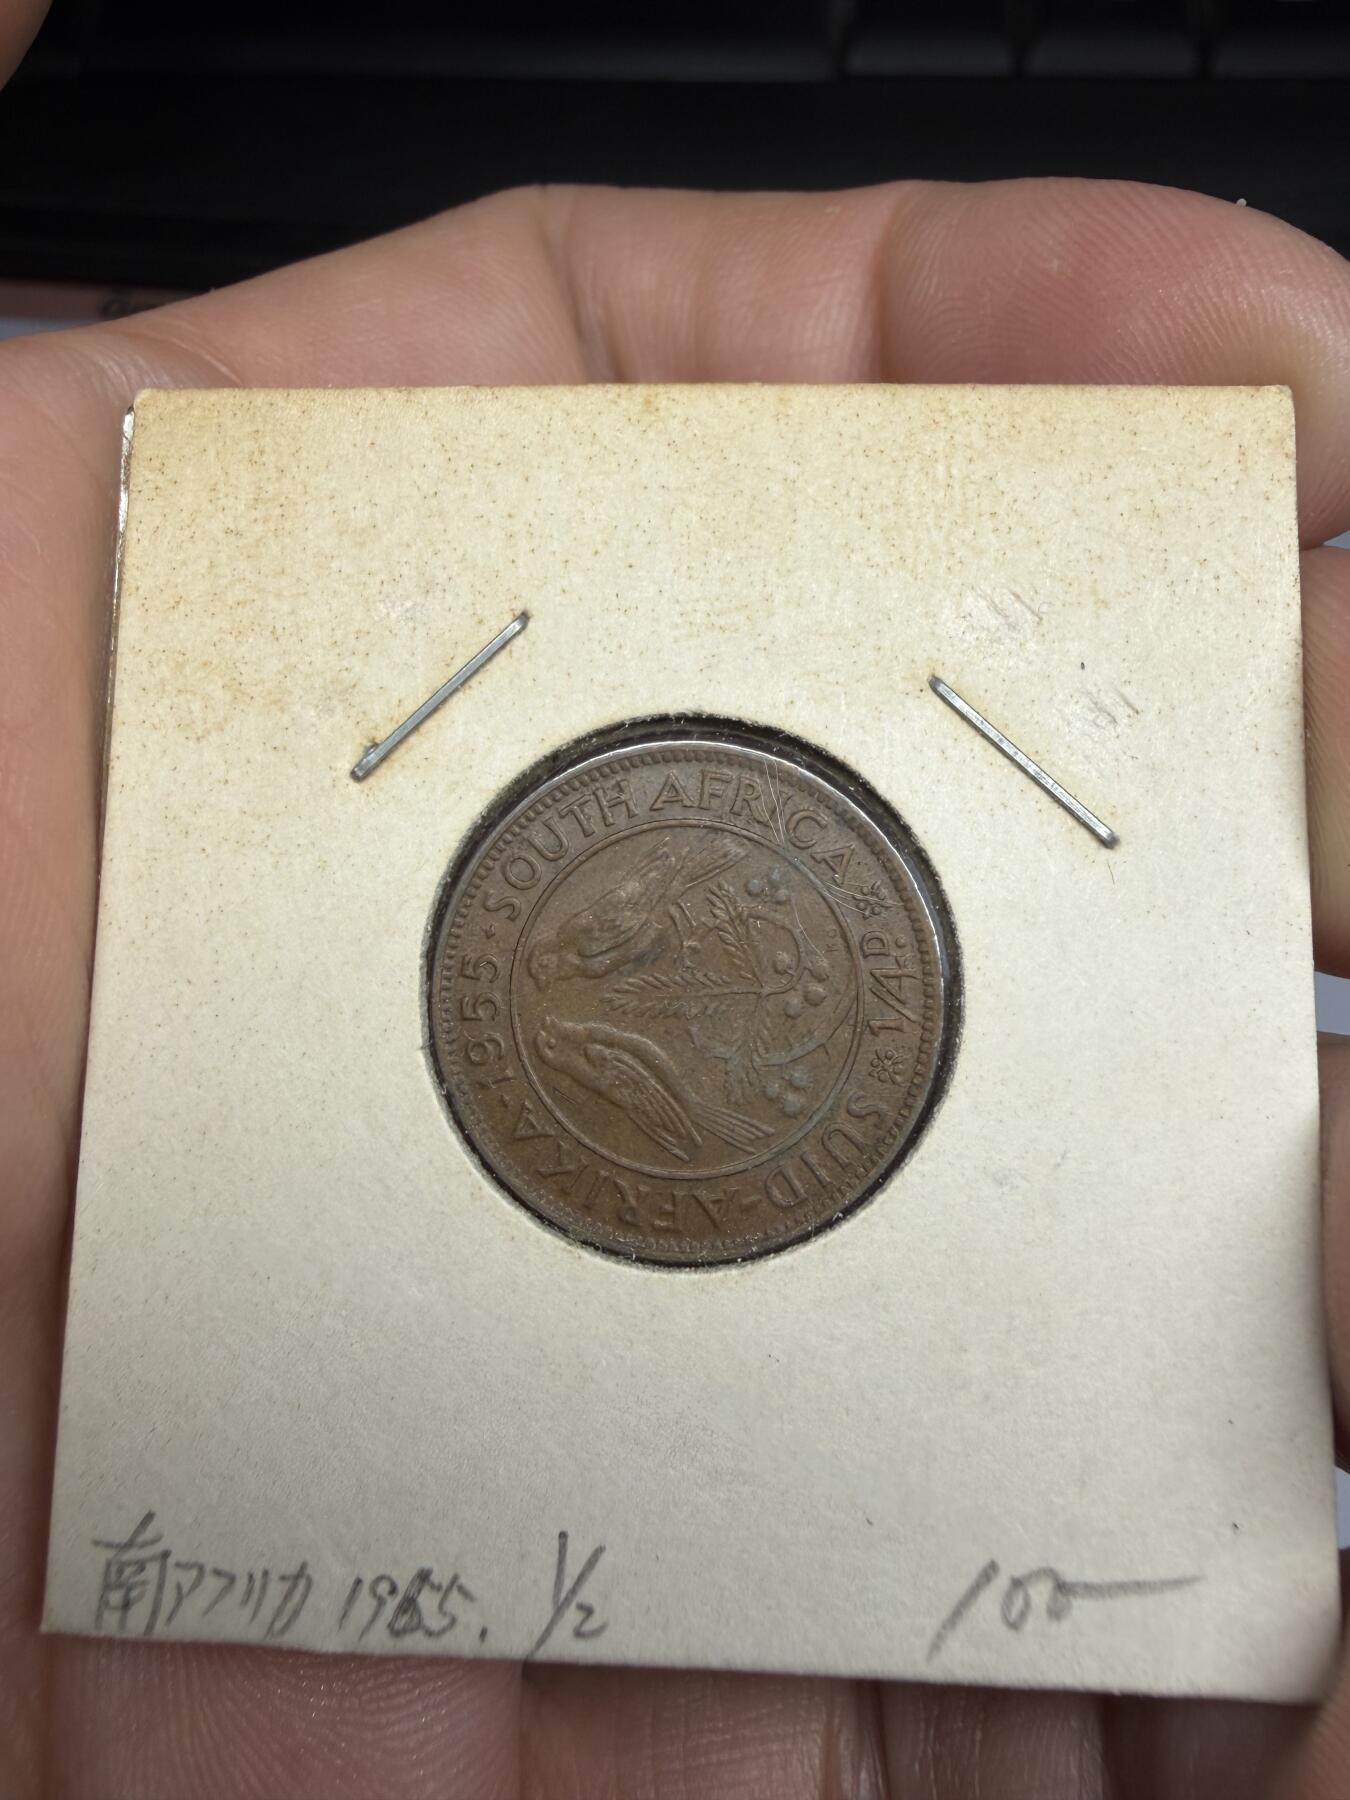 SOUTH AFRICA
1/4D.
SUID-AFRIKA·1955·
南アフリカ 1955. 1/2
100